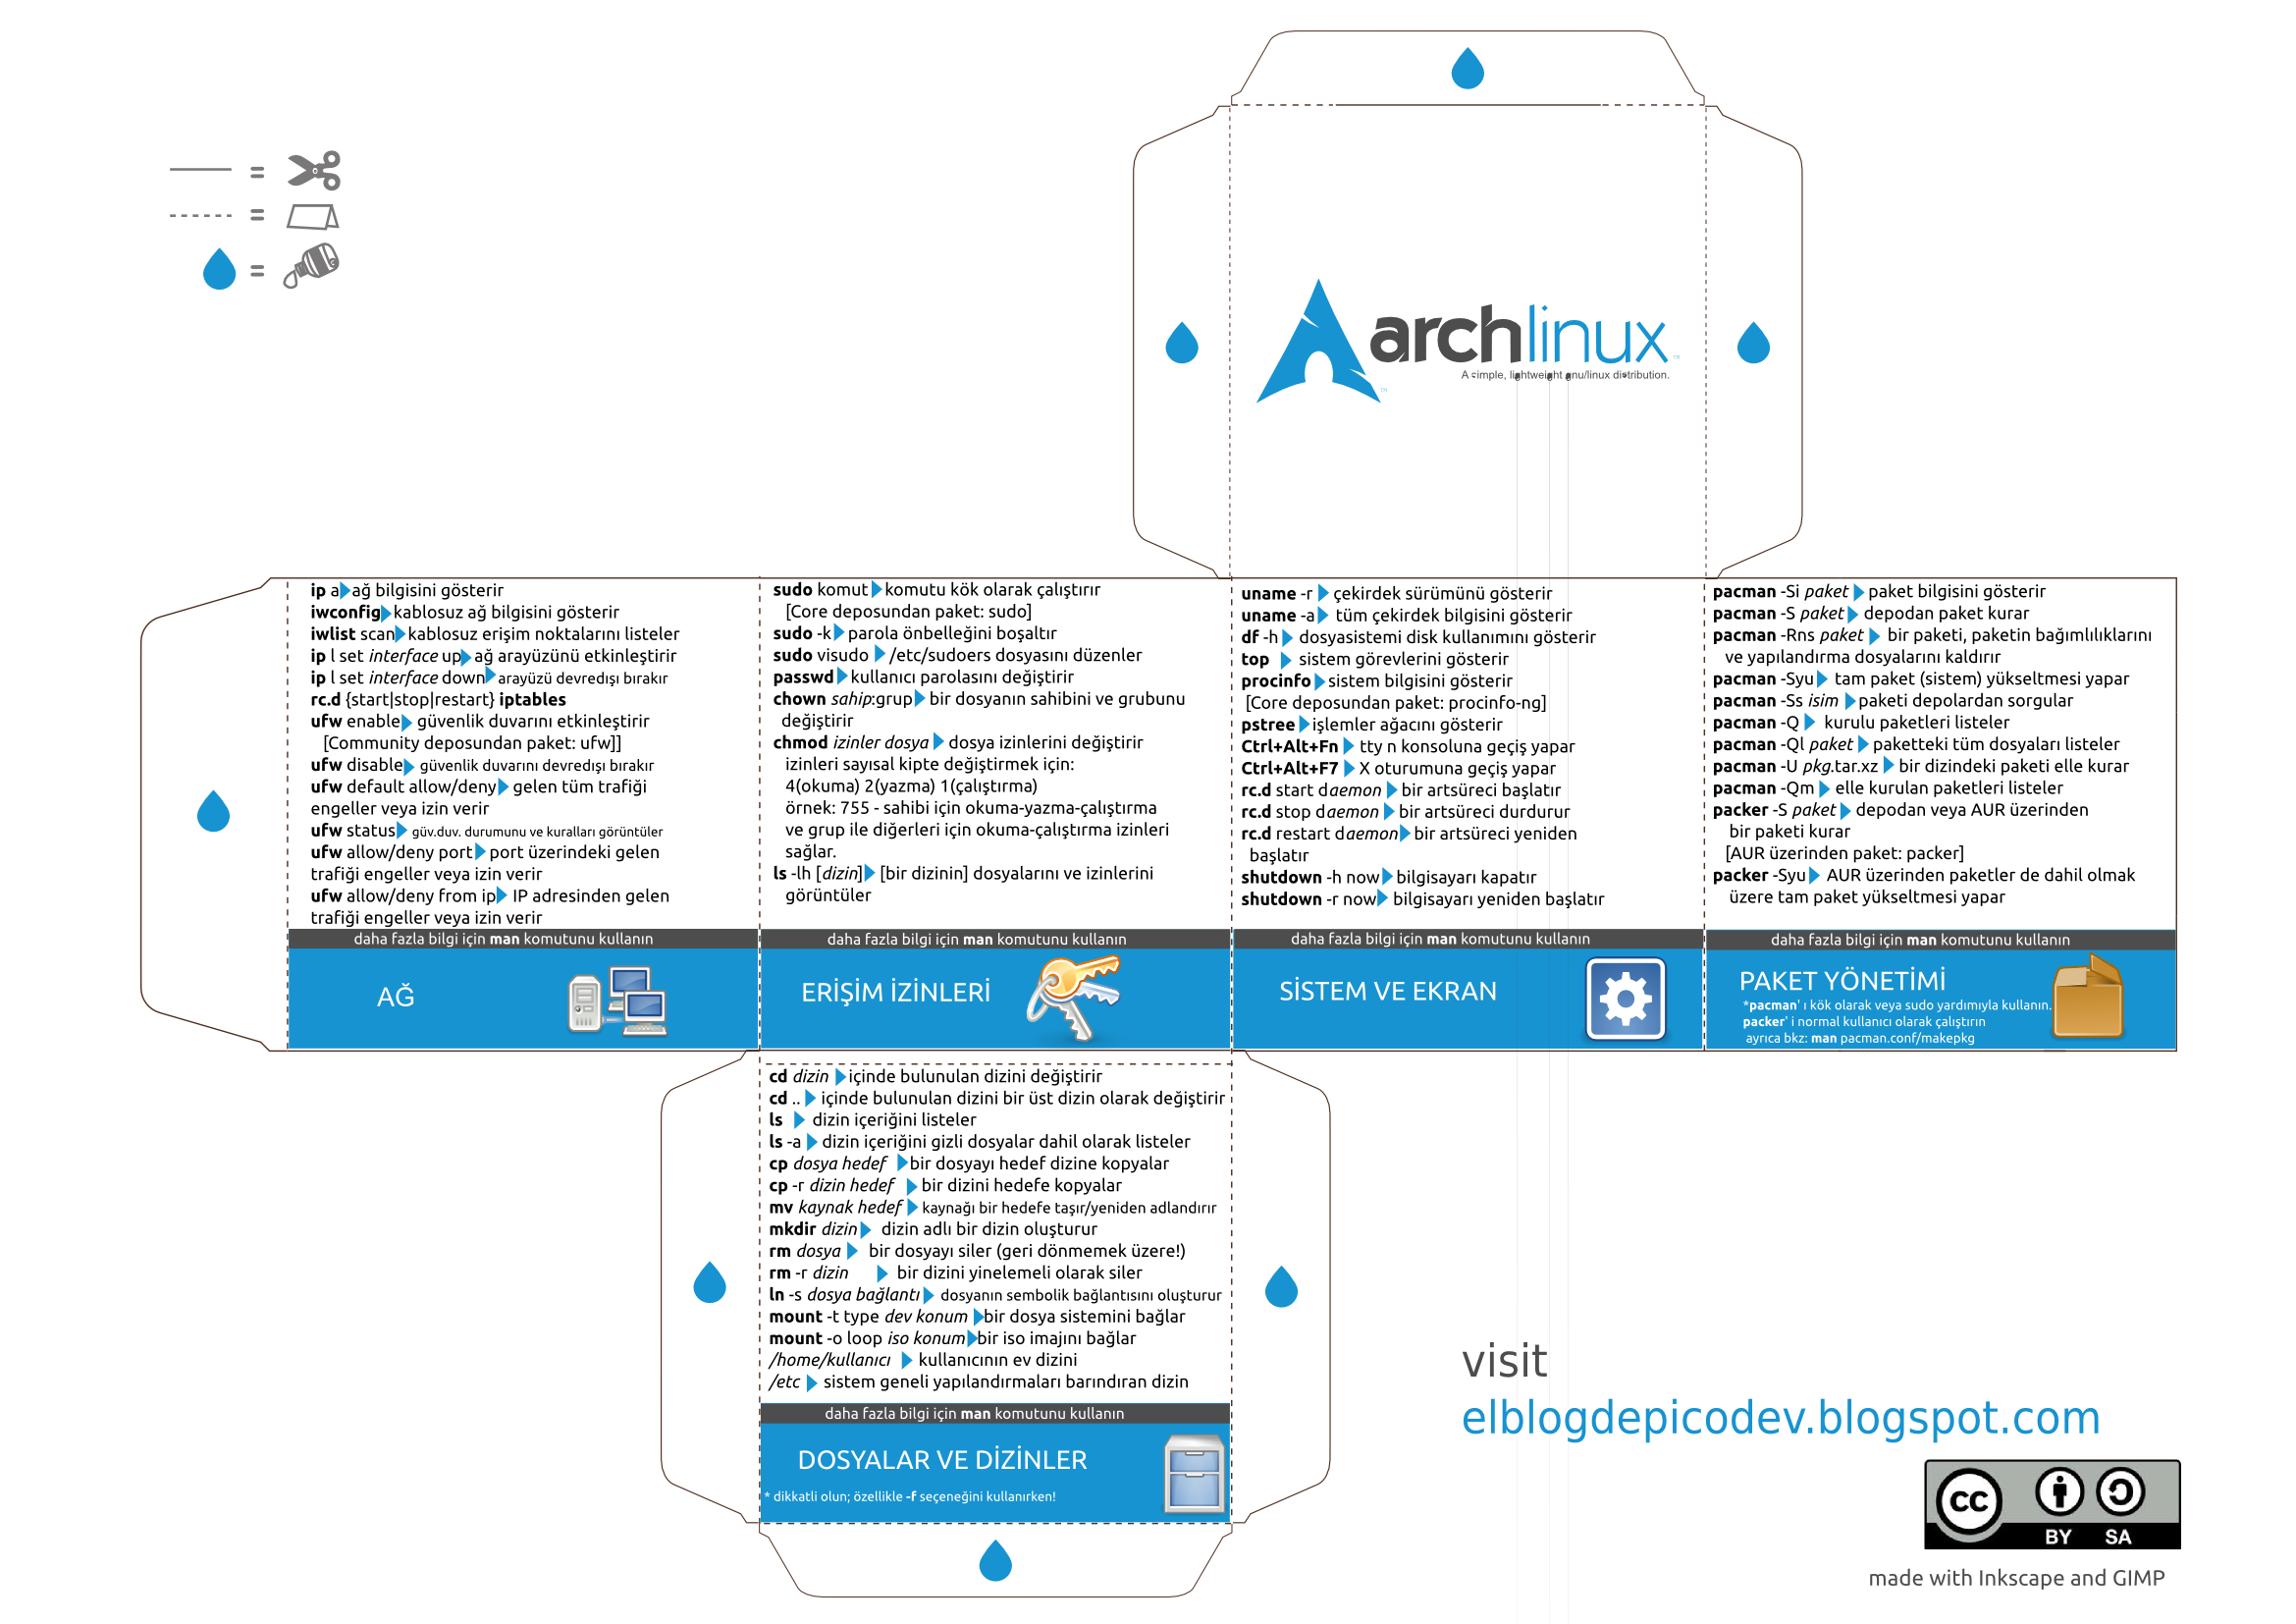 archlinux™
A simple, lightweight gnu/linux distribution.
™
ip a ağ bilgisini gösterir
iwconfig kablosuz ağ bilgisini gösterir
iwlist scan kablosuz erişim noktalarını listeler
ip l set interface up ağ arayüzünü etkinleştirir
ip l set interface down arayüzü devredışı bırakır
rc.d {start|stop|restart} iptables
ufw enable güvenlik duvarını etkinleştirir
[Community deposundan paket: ufw]]
ufw disable güvenlik duvarını devredışı bırakır
ufw default allow/deny gelen tüm trafiği
engeller veya izin verir
ufw status güv.duv. durumunu ve kuralları görüntüler
ufw allow/deny port port üzerindeki gelen
trafiği engeller veya izin verir
ufw allow/deny from ip IP adresinden gelen
trafiği engeller veya izin verir
daha fazla bilgi için man komutunu kullanın
AĞ
sudo komut komutu kök olarak çalıştırır
[Core deposundan paket: sudo]
sudo -k parola önbelleğini boşaltır
sudo visudo /etc/sudoers dosyasını düzenler
passwd kullanıcı parolasını değiştirir
chown sahip:grup bir dosyanın sahibini ve grubunu
değiştirir
chmod izinler dosya dosya izinlerini değiştirir
izinleri sayısal kipte değiştirmek için:
4(okuma) 2(yazma) 1(çalıştırma)
örnek: 755 - sahibi için okuma-yazma-çalıştırma
ve grup ile diğerleri için okuma-çalıştırma izinleri
sağlar.
ls -lh [dizin] [bir dizinin] dosyalarını ve izinlerini
görüntüler
daha fazla bilgi için man komutunu kullanın
ERİŞİM İZİNLERİ
uname -r çekirdek sürümünü gösterir
uname -a tüm çekirdek bilgisini gösterir
df -h dosyasistemi disk kullanımını gösterir
top sistem görevlerini gösterir
procinfo sistem bilgisini gösterir
[Core deposundan paket: procinfo-ng]
pstree işlemler ağacını gösterir
Ctrl+Alt+Fn tty n konsoluna geçiş yapar
Ctrl+Alt+F7 X oturumuna geçiş yapar
rc.d start daemon bir artsüreci başlatır
rc.d stop daemon bir artsüreci durdurur
rc.d restart daemon bir artsüreci yeniden
başlatır
shutdown -h now bilgisayarı kapatır
shutdown -r now bilgisayarı yeniden başlatır
daha fazla bilgi için man komutunu kullanın
SİSTEM VE EKRAN
pacman -Si paket paket bilgisini gösterir
pacman -S paket depodan paket kurar
pacman -Rns paket bir paketi, paketin bağımlılıklarını
ve yapılandırma dosyalarını kaldırır
pacman -Syu tam paket (sistem) yükseltmesi yapar
pacman -Ss isim paketi depolardan sorgular
pacman -Q kurulu paketleri listeler
pacman -Ql paket paketteki tüm dosyaları listeler
pacman -U pkg.tar.xz bir dizindeki paketi elle kurar
pacman -Qm elle kurulan paketleri listeler
packer -S paket depodan veya AUR üzerinden
bir paketi kurar
[AUR üzerinden paket: packer]
packer -Syu AUR üzerinden paketler de dahil olmak
üzere tam paket yükseltmesi yapar
daha fazla bilgi için man komutunu kullanın
PAKET YÖNETİMİ
*pacman' ı kök olarak veya sudo yardımıyla kullanın.
packer' i normal kullanıcı olarak çalıştırın
ayrıca bkz: man pacman.conf/makepkg
cd dizin içinde bulunulan dizini değiştirir
cd .. içinde bulunulan dizini bir üst dizin olarak değiştirir
ls dizin içeriğini listeler
ls -a dizin içeriğini gizli dosyalar dahil olarak listeler
cp dosya hedef bir dosyayı hedef dizine kopyalar
cp -r dizin hedef bir dizini hedefe kopyalar
mv kaynak hedef kaynağı bir hedefe taşır/yeniden adlandırır
mkdir dizin dizin adlı bir dizin oluşturur
rm dosya bir dosyayı siler (geri dönmemek üzere!)
rm -r dizin bir dizini yinelemeli olarak siler
ln -s dosya bağlantı dosyanın sembolik bağlantısını oluşturur
mount -t type dev konum bir dosya sistemini bağlar
mount -o loop iso konum bir iso imajını bağlar
/home/kullanıcı kullanıcının ev dizini
/etc sistem geneli yapılandırmaları barındıran dizin
daha fazla bilgi için man komutunu kullanın
DOSYALAR VE DİZİNLER
* dikkatli olun; özellikle -f seçeneğini kullanırken!
visit
elblogdepicodev.blogspot.com
cc
BY SA
made with Inkscape and GIMP